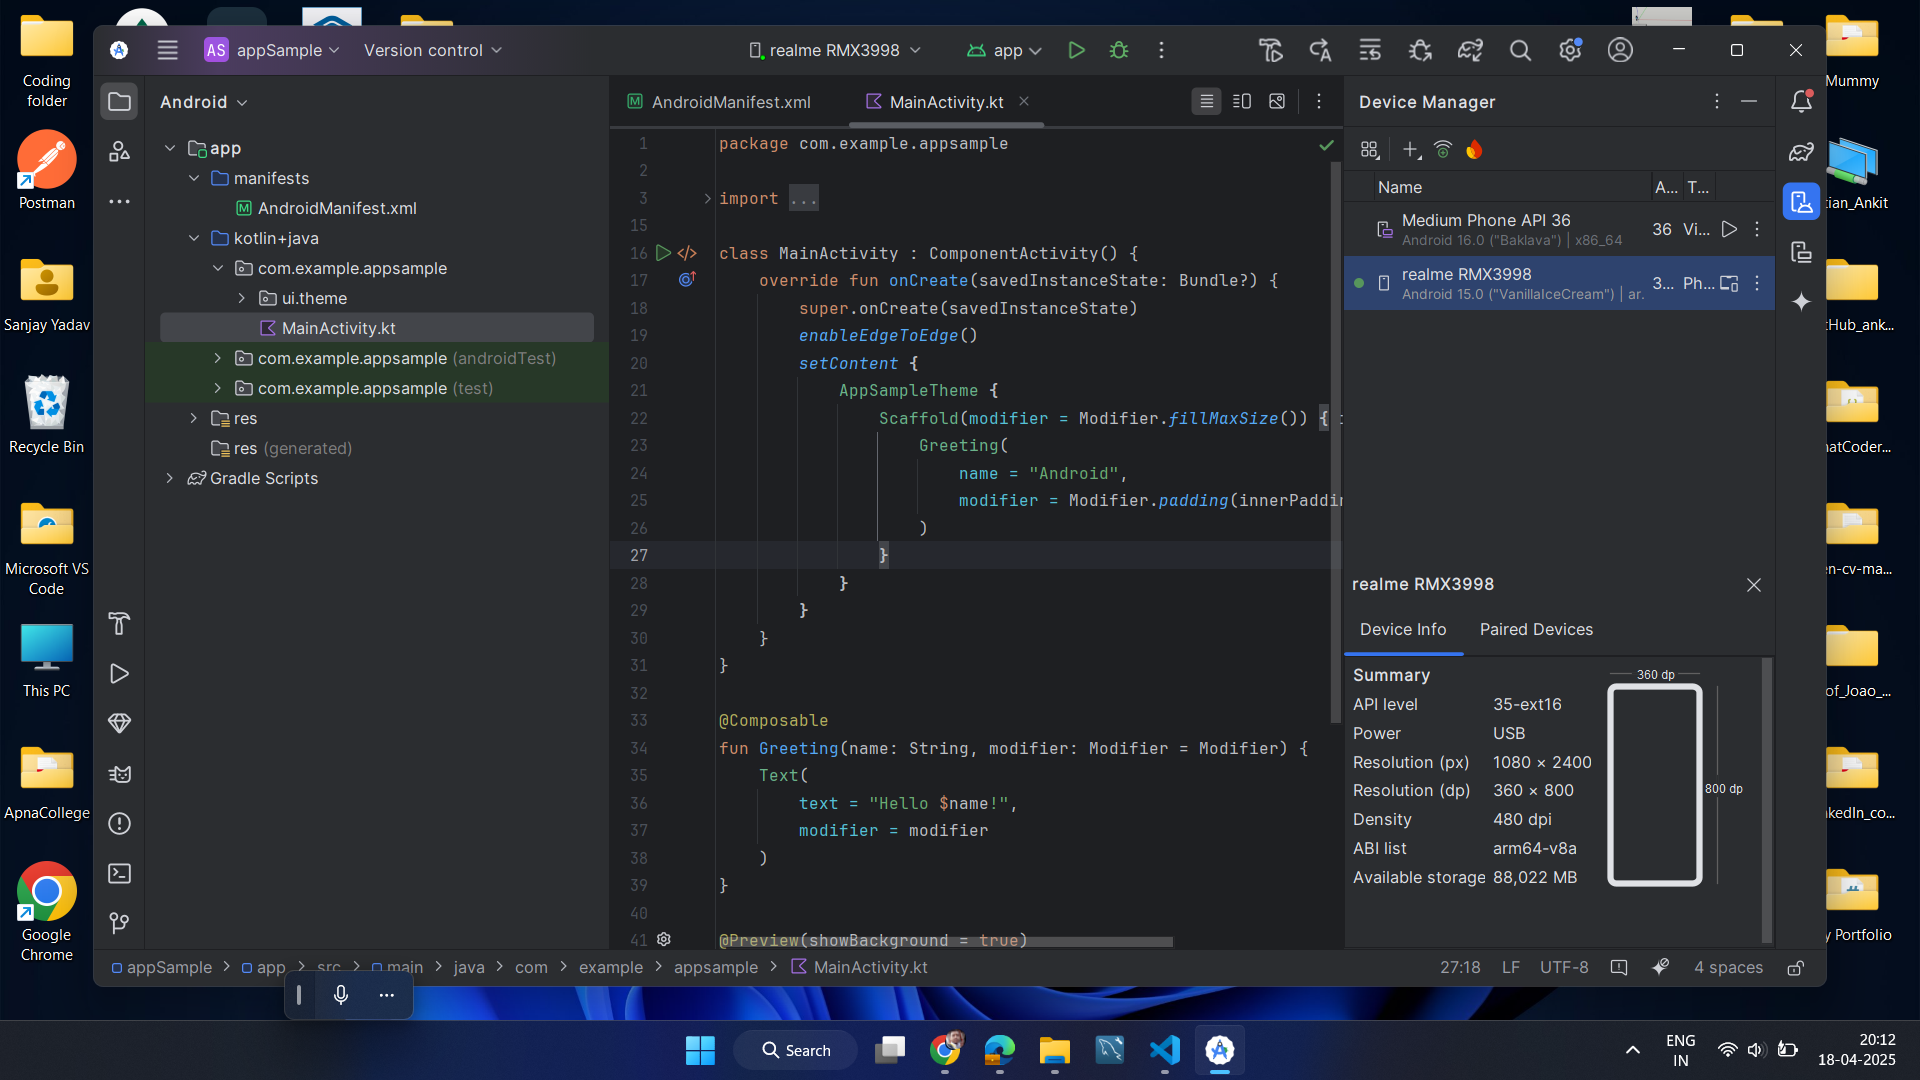 AS appSample
Version control
realme RMX3998
app
Android
AndroidManifest.xml
MainActivity.kt
Device Manager
app
manifests
AndroidManifest.xml
kotlin+java
com.example.appsample
ui.theme
MainActivity.kt
com.example.appsample (androidTest)
com.example.appsample (test)
res
res (generated)
Gradle Scripts
1 package com.example.appsample
2
3 import ...
15
16 class MainActivity : ComponentActivity() {
17 override fun onCreate(savedInstanceState: Bundle?) {
18 super.onCreate(savedInstanceState)
19 enableEdgeToEdge()
20 setContent {
21 AppSampleTheme {
22 Scaffold(modifier = Modifier.fillMaxSize()) {
23 Greeting(
24 name = "Android",
25 modifier = Modifier.padding(innerPaddin
26 )
27 }
28 }
29 }
30 }
31 }
32
33 @Composable
34 fun Greeting(name: String, modifier: Modifier = Modifier) {
35 Text(
36 text = "Hello $name!",
37 modifier = modifier
38 )
39 }
40
41 @Preview(showBackground = true)
Name A... T...
Medium Phone API 36 36 Vi...
Android 16.0 ("Baklava") | x86_64
realme RMX3998 3... Ph...
Android 15.0 ("VanillaIceCream") | ar.
realme RMX3998
Device Info Paired Devices
Summary
API level 35-ext16
Power USB
Resolution (px) 1080 × 2400
Resolution (dp) 360 × 800
Density 480 dpi
ABI list arm64-v8a
Available storage 88,022 MB
360 dp
800 dp
appSample > app > src > main > java > com > example > appsample > MainActivity.kt
27:18 LF UTF-8 4 spaces
Coding
folder
Postman
Sanjay Yadav
Recycle Bin
Microsoft VS
Code
This PC
ApnaCollege
Google
Chrome
Mummy
tian_Ankit
tHub_ank...
natCoder...
en-cv-ma...
of_Joao_...
nkedIn_co...
y Portfolio
Search
ENG
IN
20:12
18-04-2025